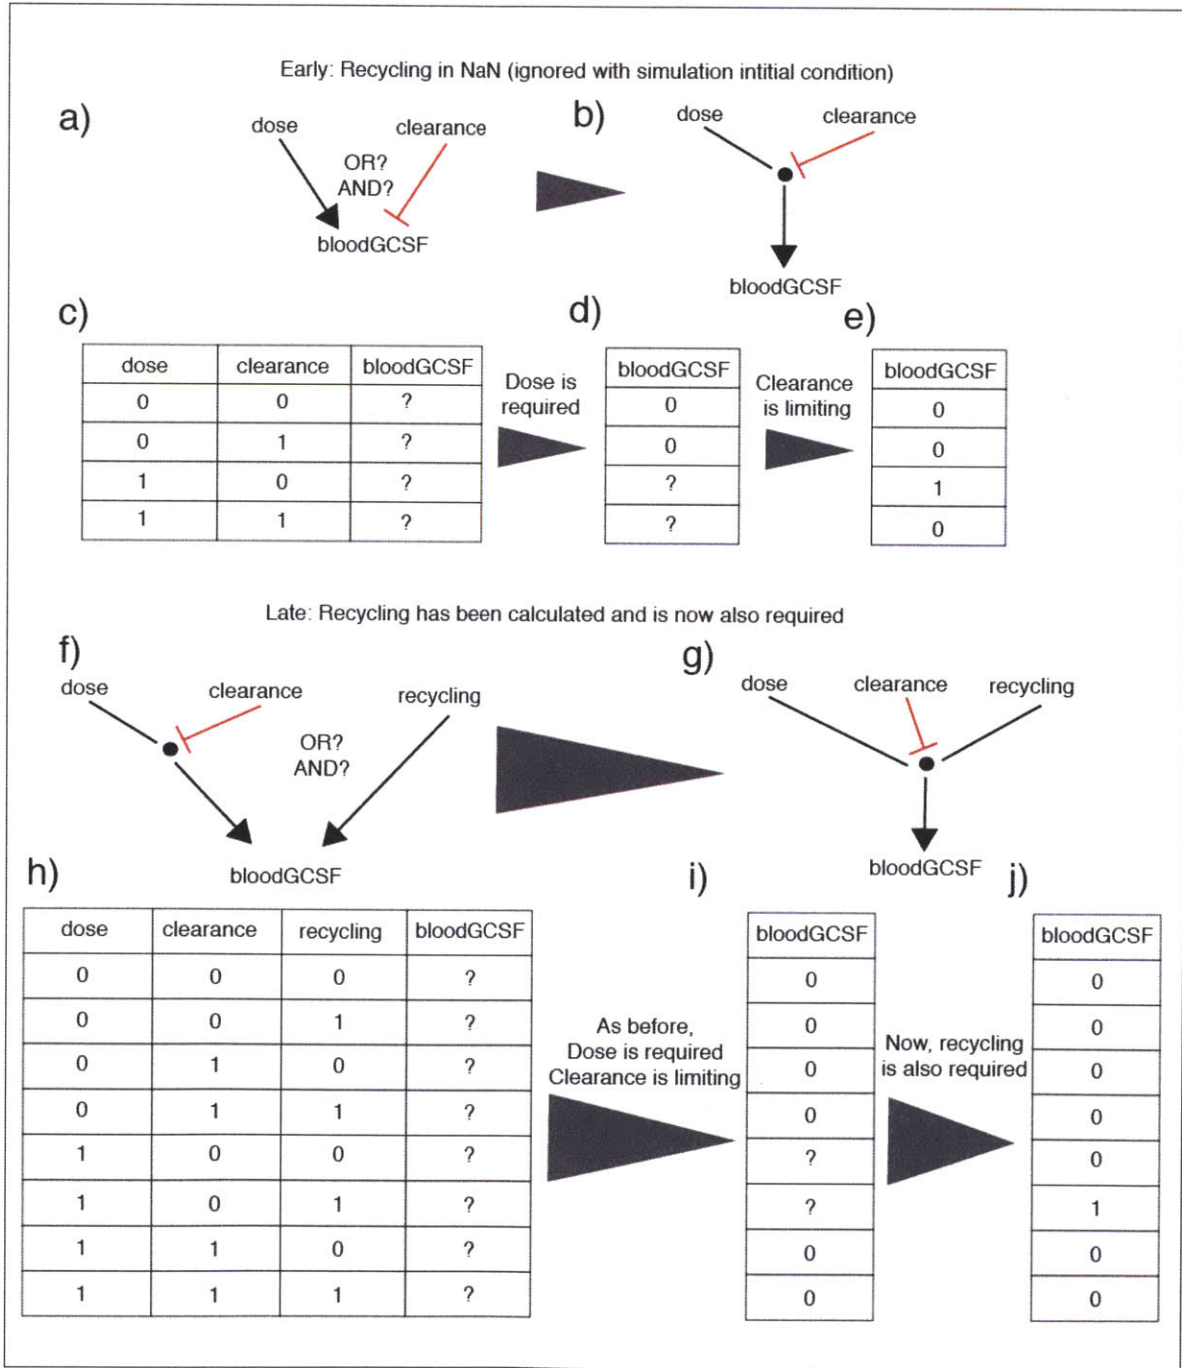 Early: Recycling in NaN (ignored with simulation intitial condition)
a)
dose
clearance
OR?
AND?
bloodGCSF
b)
dose
clearance
bloodGCSF
c)
dose clearance bloodGCSF
0 0 ?
0 1 ?
1 0 ?
1 1 ?
Dose is
required
d)
bloodGCSF
0
0
?
?
Clearance
is limiting
e)
bloodGCSF
0
0
1
0
Late: Recycling has been calculated and is now also required
f)
dose
clearance
recycling
OR?
AND?
bloodGCSF
g)
dose
clearance
recycling
bloodGCSF
h)
dose clearance recycling bloodGCSF
0 0 0 ?
0 0 1 ?
0 1 0 ?
0 1 1 ?
1 0 0 ?
1 0 1 ?
1 1 0 ?
1 1 1 ?
As before,
Dose is required
Clearance is limiting
i)
bloodGCSF
0
0
0
0
?
?
0
0
Now, recycling
is also required
j)
bloodGCSF
0
0
0
0
0
1
0
0